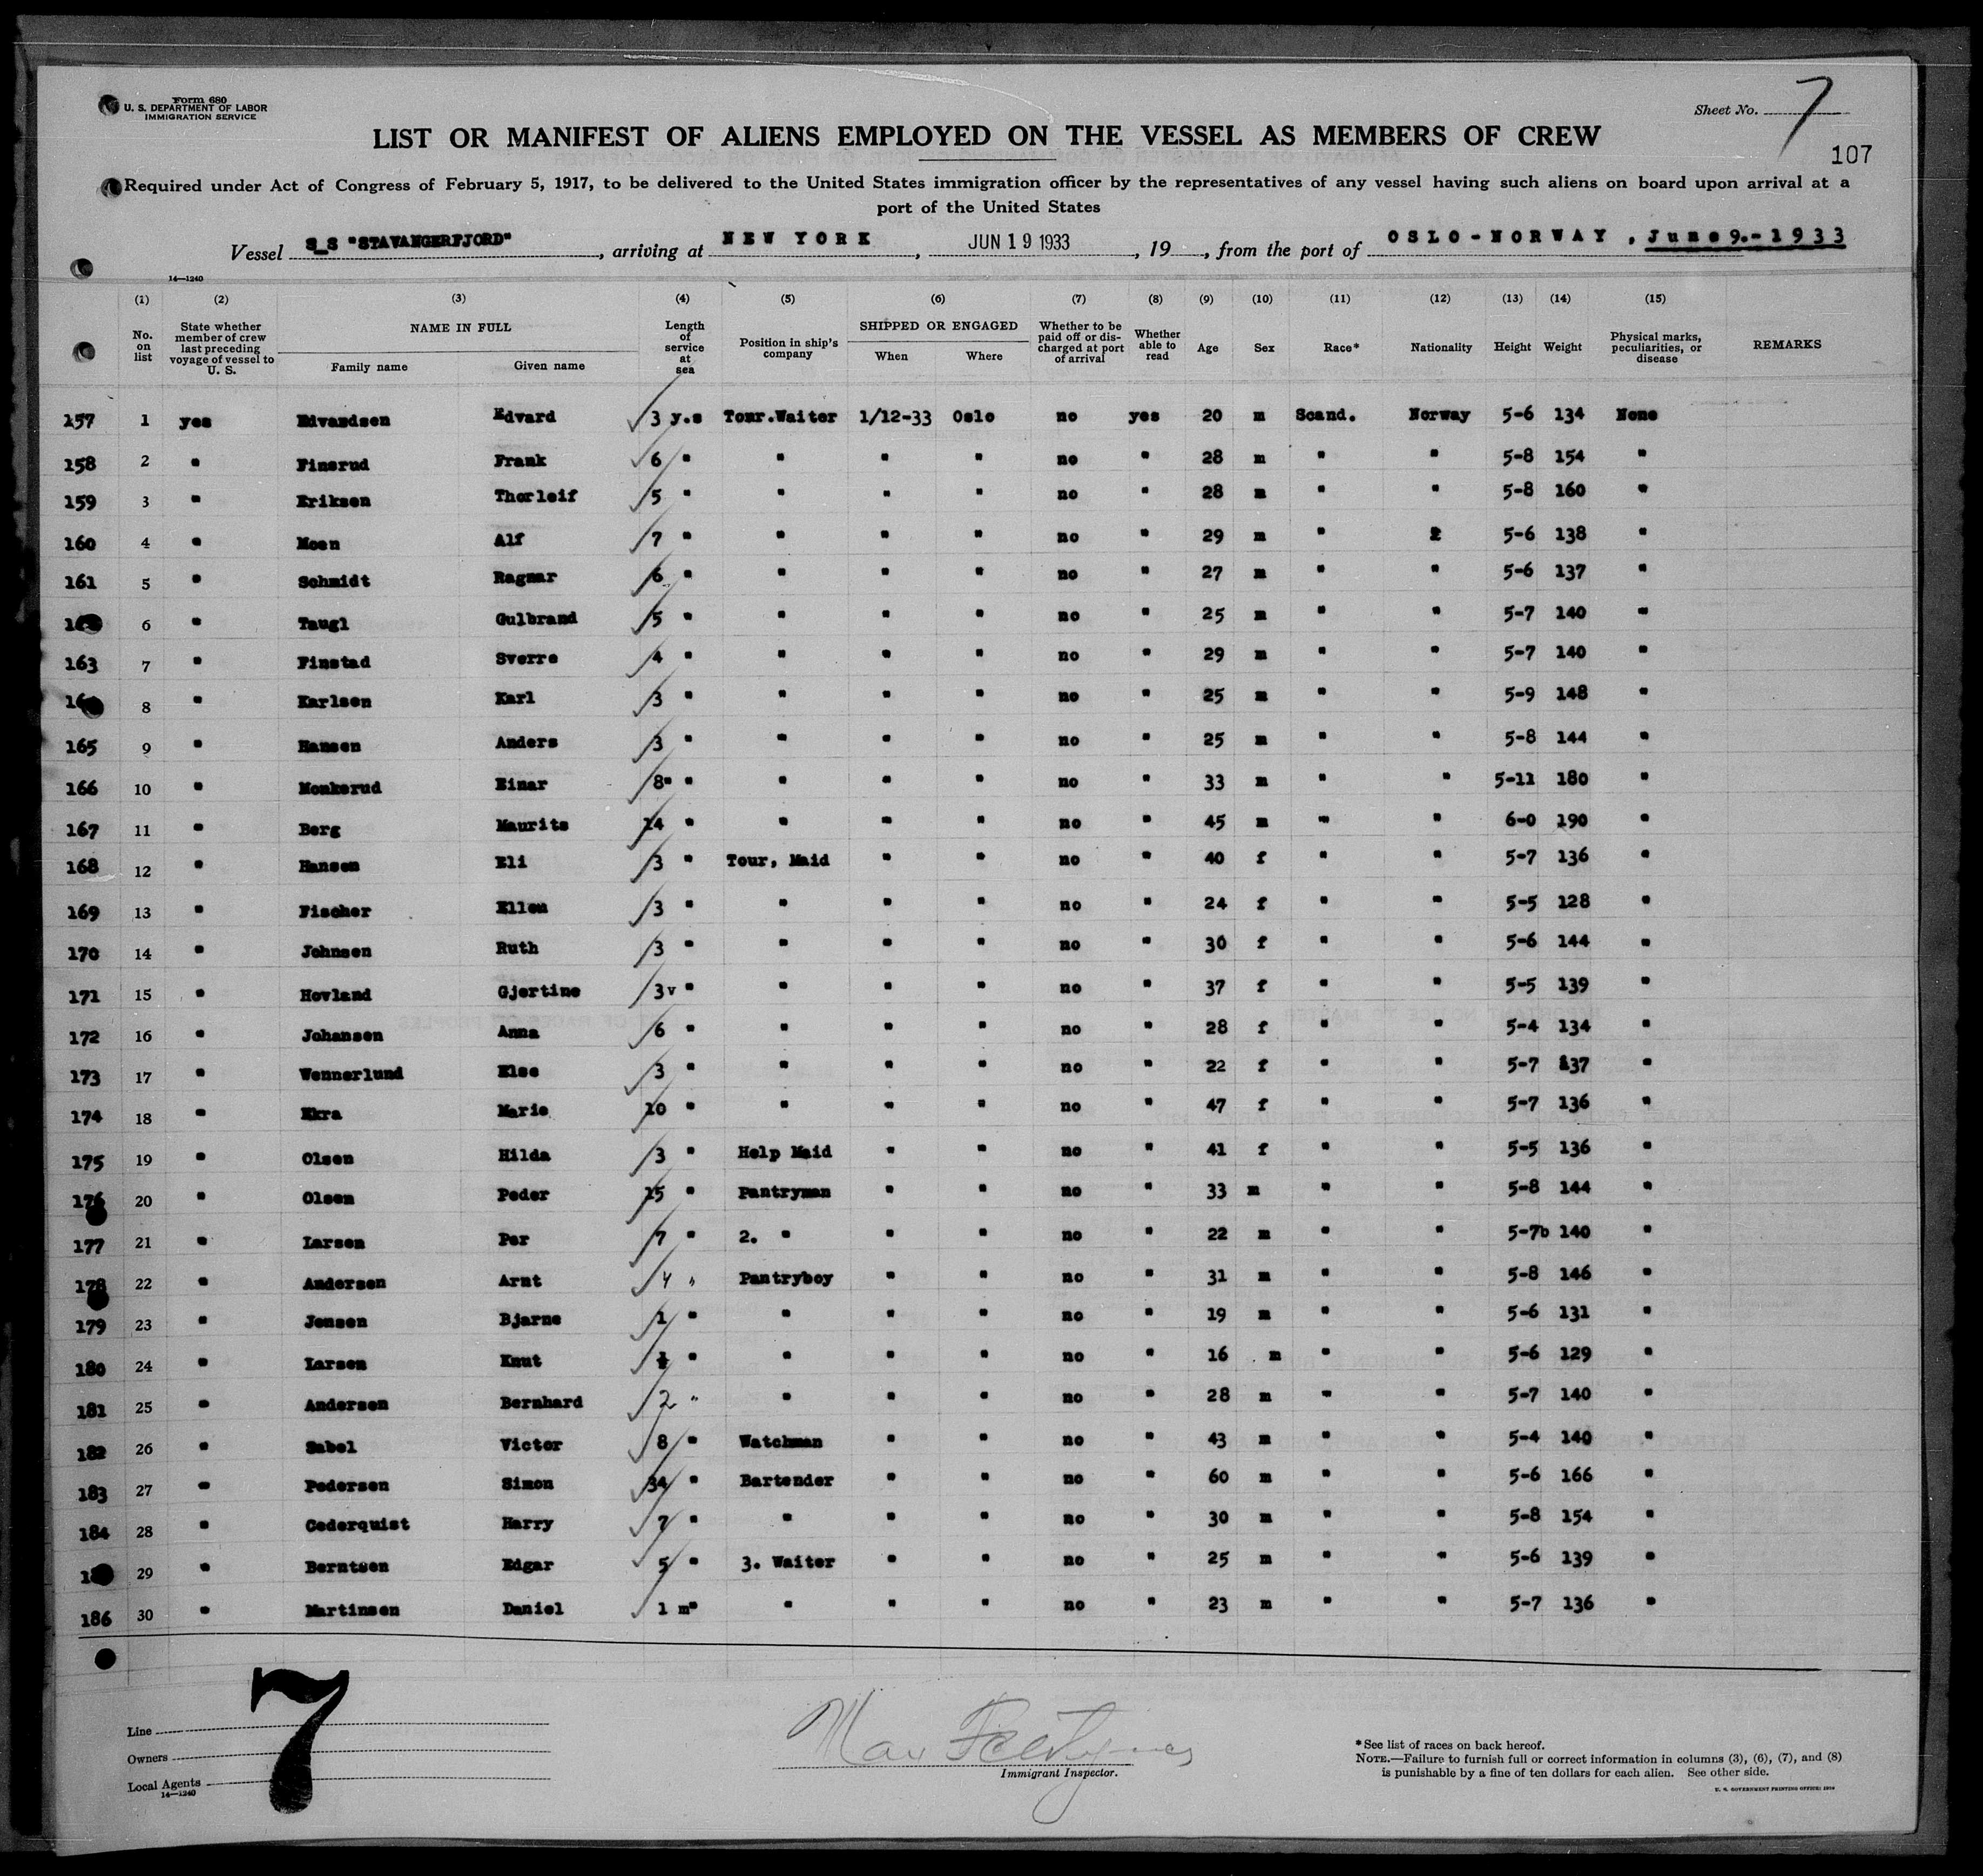 Form 680
U. S. DEPARTMENT OF LABOR
IMMIGRATION SERVICE
Sheet No. 7
107
LIST OR MANIFEST OF ALIENS EMPLOYED ON THE VESSEL AS MEMBERS OF CREW
Required under Act of Congress of February 5, 1917, to be delivered to the United States immigration officer by the representatives of any vessel having such aliens on board upon arrival at a
port of the United States
Vessel S_S "STAVANGERFJORD", arriving at NEW YORK, JUN 19 1933, 19 , from the port of OSLO-NORWAY, June 9.-1933
14—1240
(1) (2) (3) (4) (5) (6) (7) (8) (9) (10) (11) (12) (13) (14) (15)
No. on list State whether member of crew last preceding voyage of vessel to U. S. NAME IN FULL Family name Given name Length of service at sea Position in ship's company SHIPPED OR ENGAGED When Where Whether to be paid off or discharged at port of arrival Whether able to read Age Sex Race* Nationality Height Weight Physical marks, peculiarities, or disease REMARKS
157 1 yes Edvardsen Edvard 3 y.s Tour.Waiter 1/12-33 Oslo no yes 20 m Scand. Norway 5-6 134 None
158 2 " Finsrud Frank 6 " " " " no " 28 m " " 5-8 154 "
159 3 " Eriksen Thorleif 5 " " " " no " 28 m " " 5-8 160 "
160 4 " Moen Alf 7 " " " " no " 29 m " 5-6 138 "
161 5 " Schmidt Ragnar 6 " " " " no " 27 m " " 5-6 137 "
6 " Taugl Gulbrand 5 " " " " no " 25 m " " 5-7 140 "
163 7 " Finstad Sverre 4 " " " " no " 29 m " " 5-7 140 "
8 " Karlsen Karl 3 " " " " no " 25 m " " 5-9 148 "
165 9 " Hansen Anders 3 " " " " no " 25 m " " 5-8 144 "
166 10 " Monkerud Einar 8" " " " " no " 33 m " " 5-11 180 "
167 11 " Berg Maurits 14 " " " " no " 45 m " " 6-0 190 "
168 12 " Hansen Eli 3 " Tour, Maid " " no " 40 f " " 5-7 136 "
169 13 " Fischer Ellen 3 " " " " no " 24 f " " 5-5 128 "
170 14 " Johnsen Ruth 3 " " " " no " 30 f " " 5-6 144 "
171 15 " Hovland Gjertine 3v " " " " no " 37 f " " 5-5 139 "
172 16 " Johansen Anna 6 " " " " no " 28 f " " 5-4 134 "
173 17 " Wennerlund Else 3 " " " " no " 22 f " " 5-7 137 "
174 18 " Ekra Marie 10 " " " " no " 47 f " " 5-7 136 "
175 19 " Olsen Hilda 3 " Help Maid " " no " 41 f " " 5-5 136 "
176 20 " Olsen Peder 15 " Pantryman " " no " 33 m " " 5-8 144 "
177 21 " Larsen Per 7 " 2. " " " no " 22 m " " 5-7b 140 "
178 22 " Andersen Arnt 4 " Pantryboy " " no " 31 m " " 5-8 146 "
179 23 " Jensen Bjarne 1 " " " " no " 19 m " " 5-6 131 "
180 24 " Larsen Knut " " " " no " 16 m " " 5-6 129 "
181 25 " Andersen Bernhard 2 " " " " no " 28 m " " 5-7 140 "
182 26 " Sabel Victor 8 " Watchman " " no " 43 m " " 5-4 140 "
183 27 " Pedersen Simon 34 " Bartender " " no " 60 m " " 5-6 166 "
184 28 " Cederquist Harry 7 " " " " no " 30 m " " 5-8 154 "
29 " Berntsen Edgar 5 " 3. Waiter " " no " 25 m " " 5-6 139 "
186 30 " Martinsen Daniel 1 m" " " " no " 23 m " " 5-7 136 "
7
Line
Owners
Local Agents
14—1240
Max
Immigrant Inspector.
*See list of races on back hereof.
NOTE.—Failure to furnish full or correct information in columns (3), (6), (7), and (8)
is punishable by a fine of ten dollars for each alien. See other side.
U. S. GOVERNMENT PRINTING OFFICE: